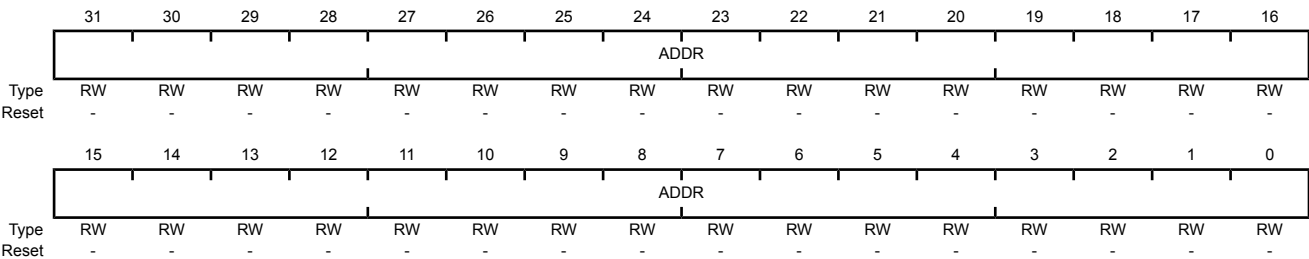 31 30 29 28 27 26 25 24 23 22 21 20 19 18 17 16
ADDR
Type RW RW RW RW RW RW RW RW RW RW RW RW RW RW RW RW
Reset - - - - - - - - - - - - - - - -
15 14 13 12 11 10 9 8 7 6 5 4 3 2 1 0
ADDR
Type RW RW RW RW RW RW RW RW RW RW RW RW RW RW RW RW
Reset - - - - - - - - - - - - - - - -